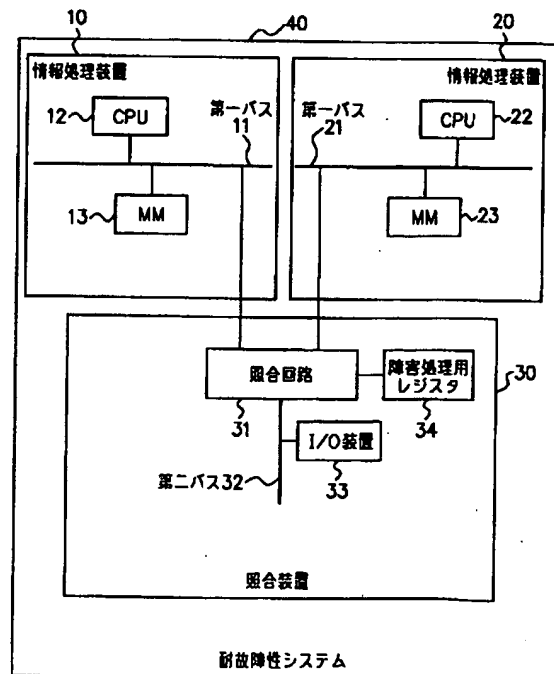 40
10
20
情報処理装置
情報処理装置
12
CPU
第一バス
11
第一バス
21
CPU
22
13
MM
MM
23
照合回路
31
障害処理用
レジスタ
34
30
I/O装置
33
第二バス32
照合装置
耐故障性システム